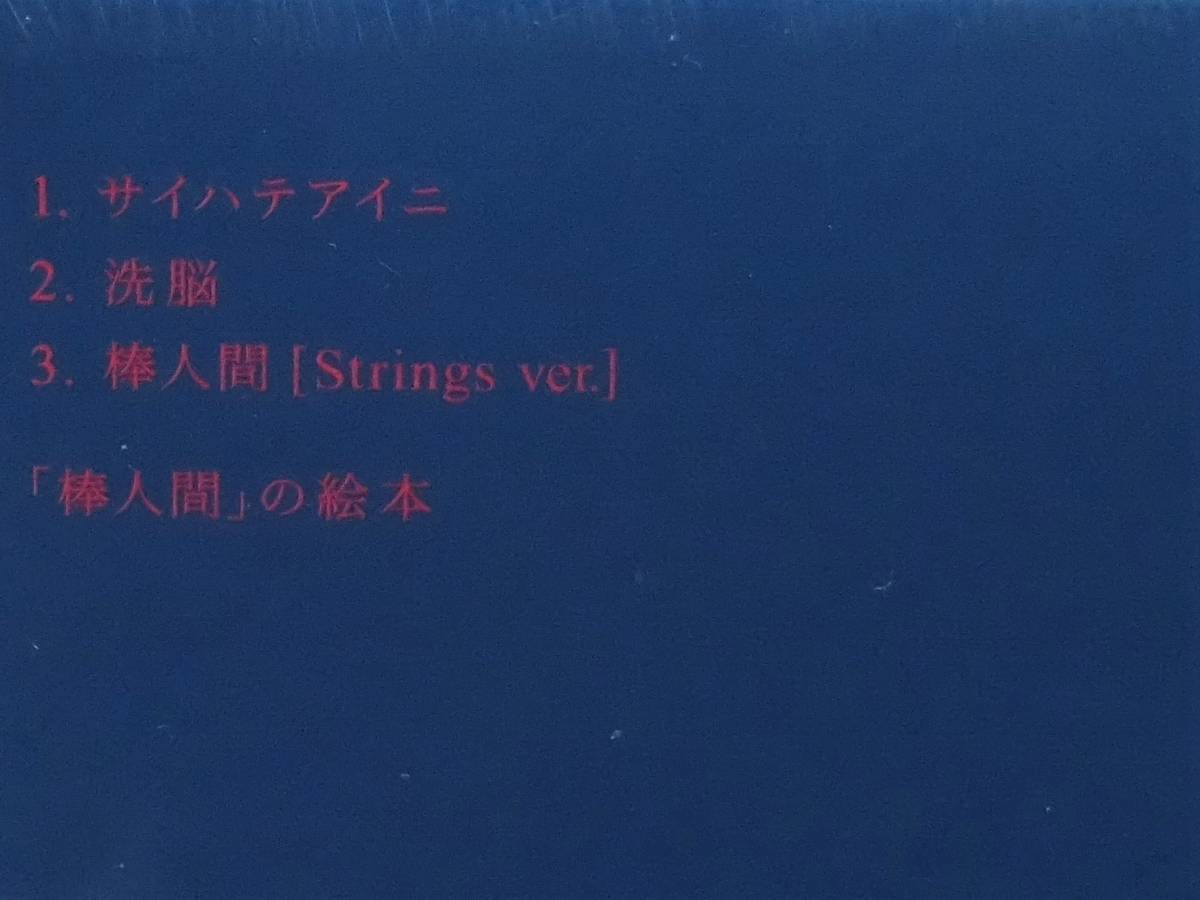 1. サイハテアイニ
2. 洗脳
3. 棒人間 [Strings ver.]
「棒人間」の絵本